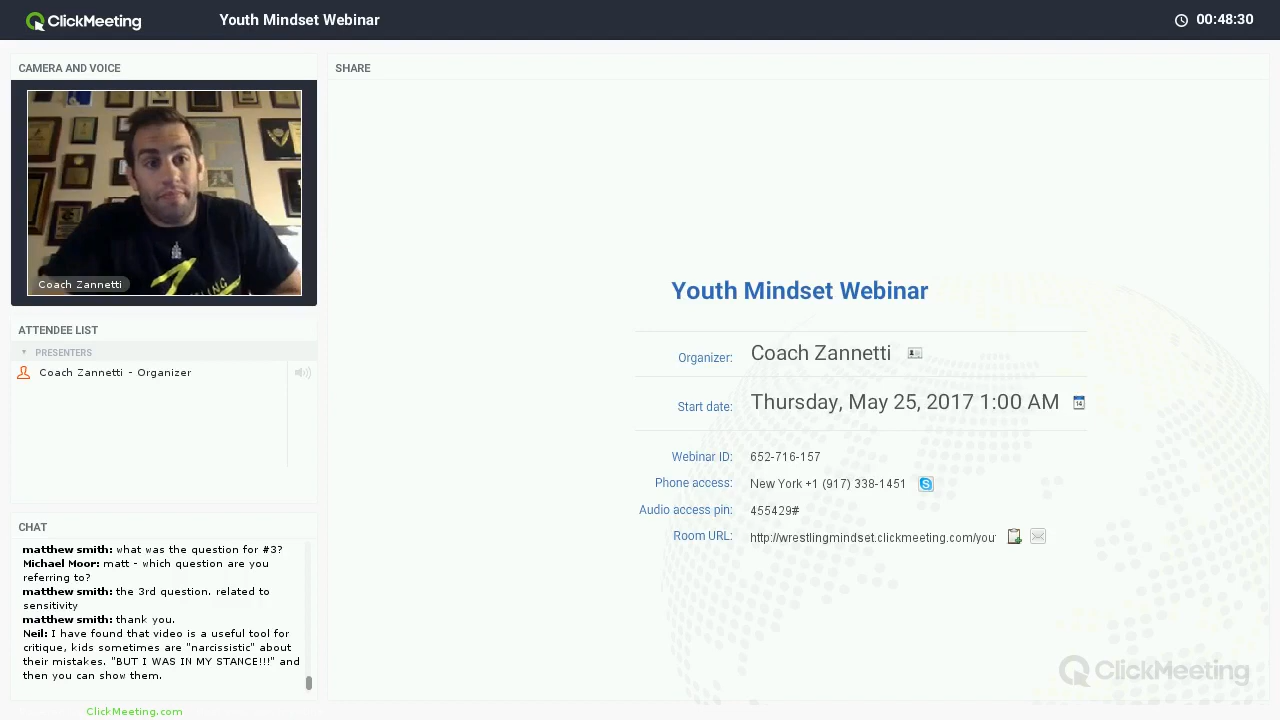 ClickMeeting
Youth Mindset Webinar
00:48:30
CAMERA AND VOICE
Coach Zannetti
ATTENDEE LIST
PRESENTERS
Coach Zannetti - Organizer
CHAT
matthew smith: what was the question for #3?
Michael Moor: matt - which question are you
referring to?
matthew smith: the 3rd question. related to
sensitivity
matthew smith: thank you.
Neil: I have found that video is a useful tool for
critique, kids sometimes are "narcissistic" about
their mistakes. "BUT I WAS IN MY STANCE!!!" and
then you can show them.
ClickMeeting.com
SHARE
Youth Mindset Webinar
Organizer: Coach Zannetti
Start date: Thursday, May 25, 2017 1:00 AM
14
Webinar ID: 652-716-157
Phone access: New York +1 (917) 338-1451
Audio access pin: 455429#
Room URL: http://wrestlingmindset.clickmeeting.com/you
ClickMeeting